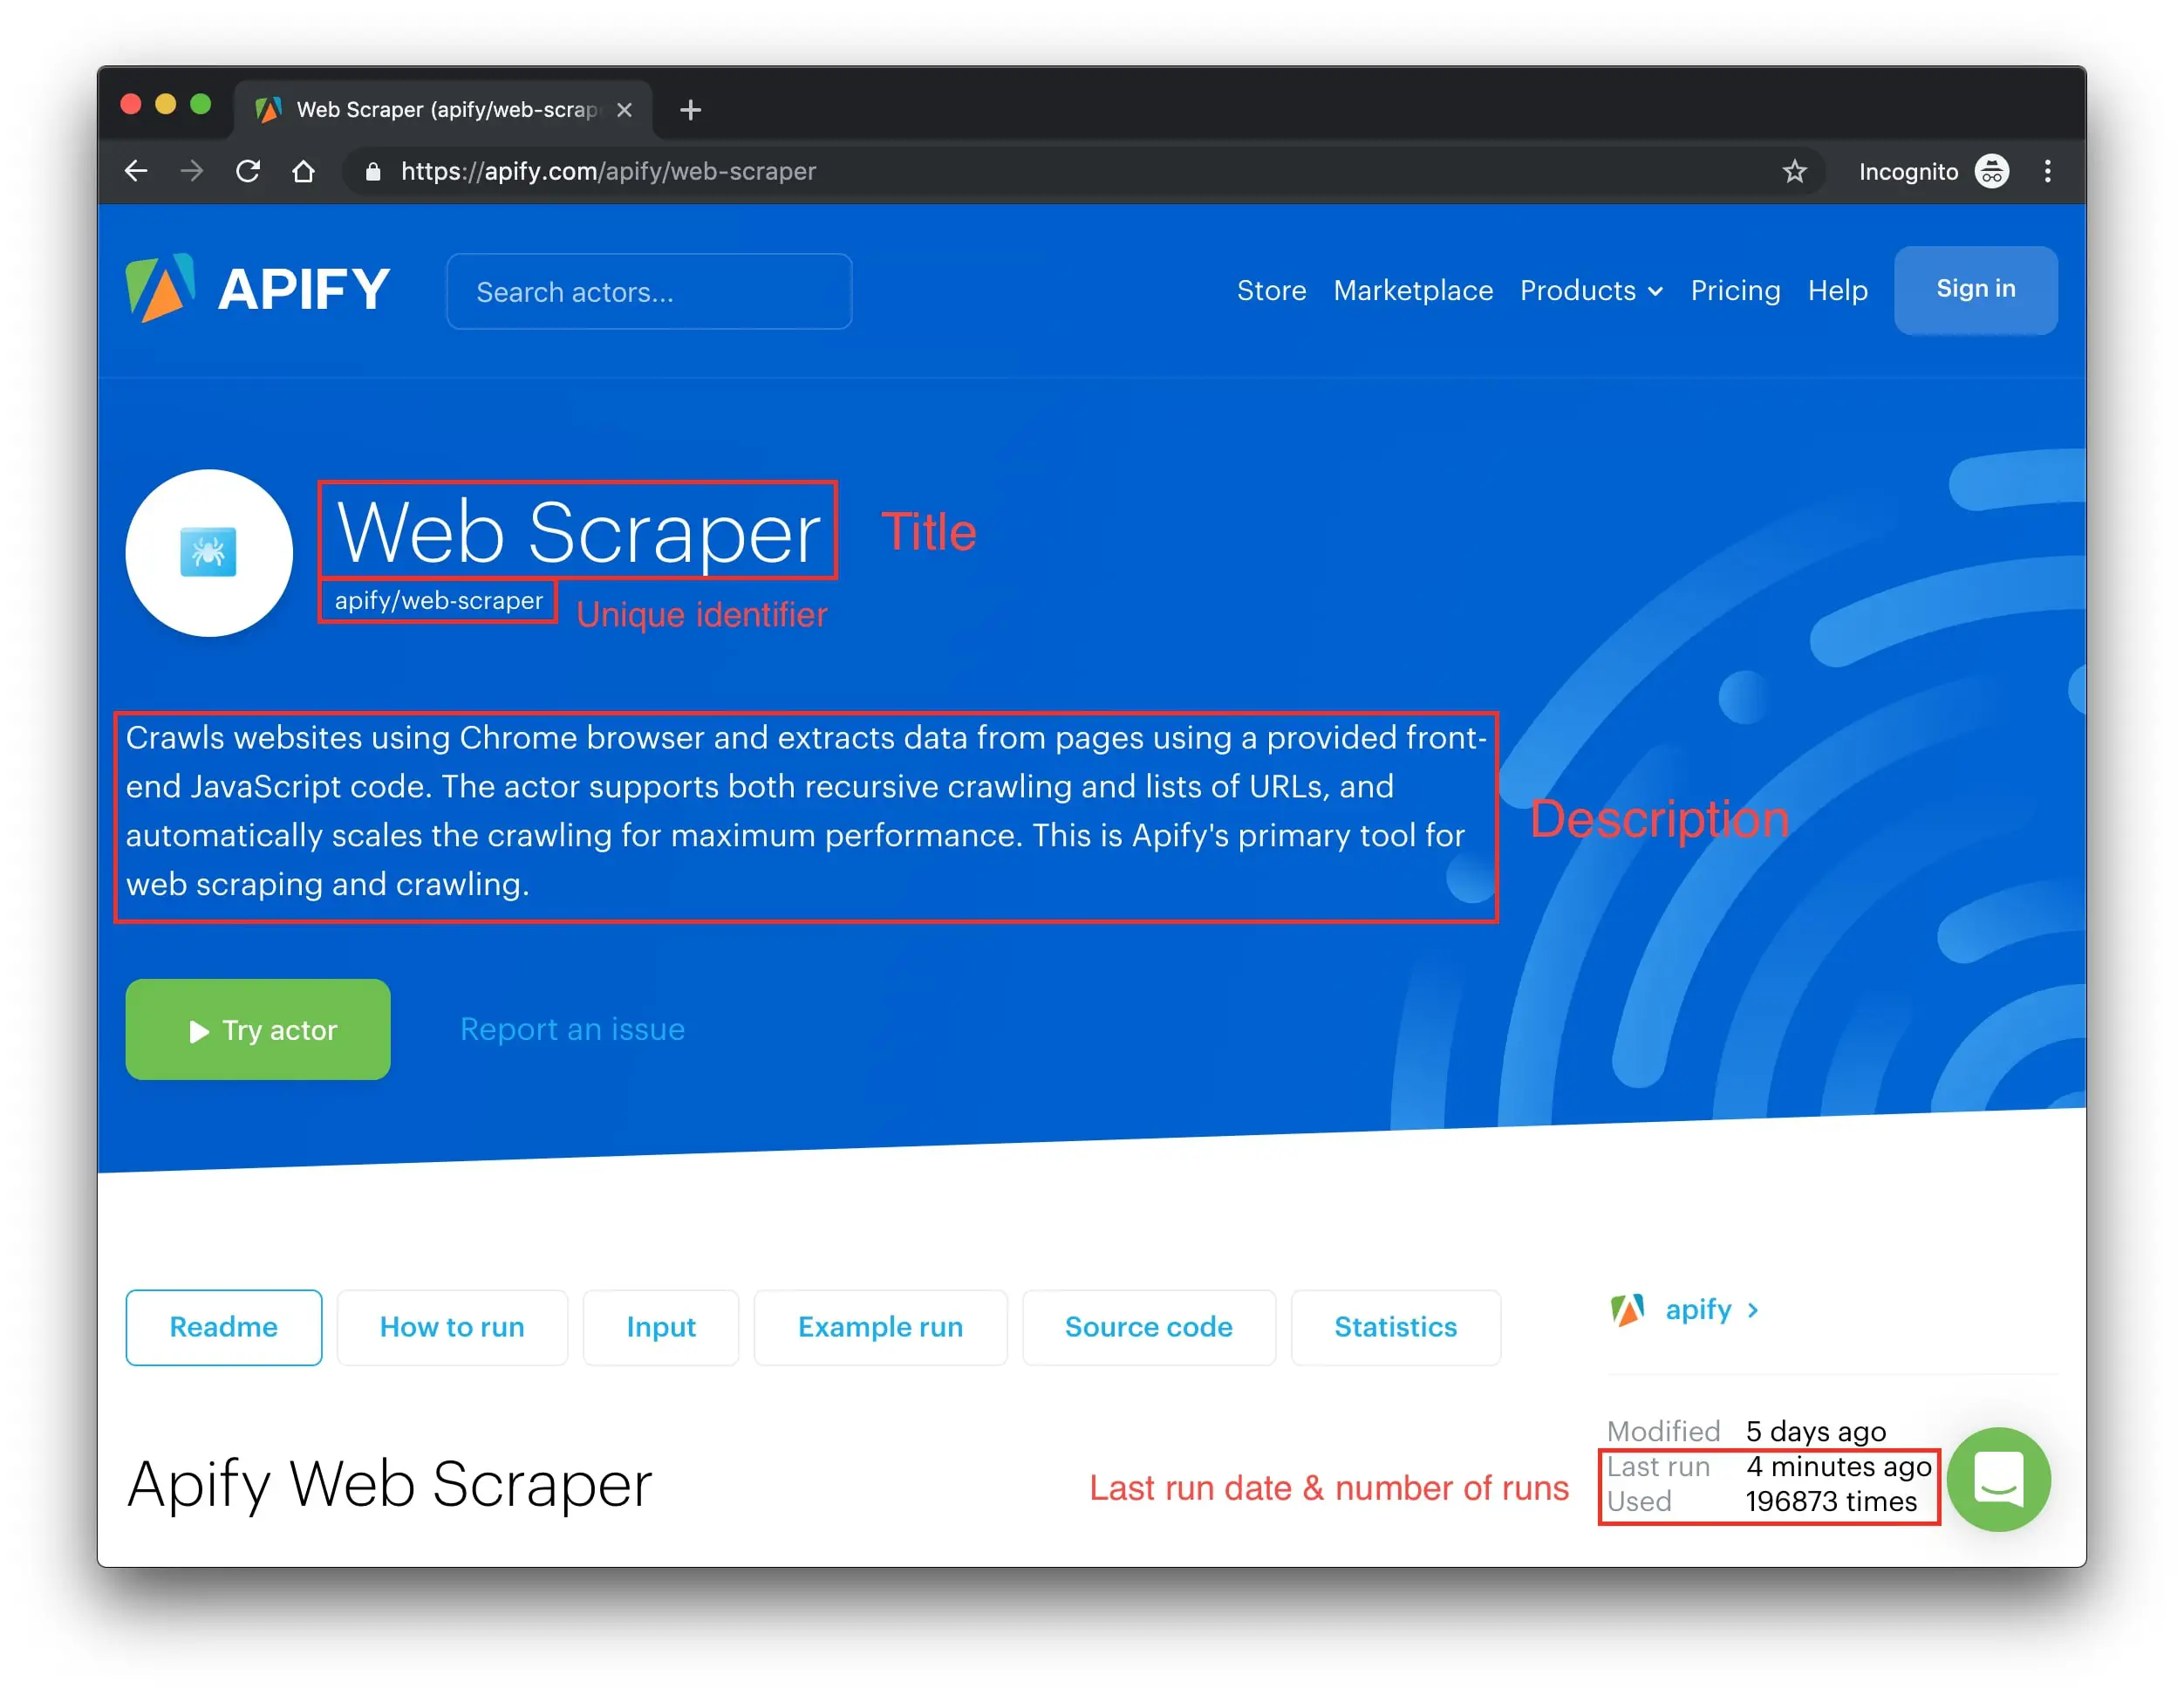 Web Scraper (apify/web-scrap
https://apify.com/apify/web-scraper
Incognito
APIFY
Search actors...
Store Marketplace Products Pricing Help Sign in
Web Scraper
Title
apify/web-scraper
Unique identifier
Crawls websites using Chrome browser and extracts data from pages using a provided front-
end JavaScript code. The actor supports both recursive crawling and lists of URLs, and
automatically scales the crawling for maximum performance. This is Apify's primary tool for
web scraping and crawling.
Description
Try actor
Report an issue
Readme How to run Input Example run Source code Statistics
apify
Modified 5 days ago
Last run 4 minutes ago
Used 196873 times
Last run date & number of runs
Apify Web Scraper